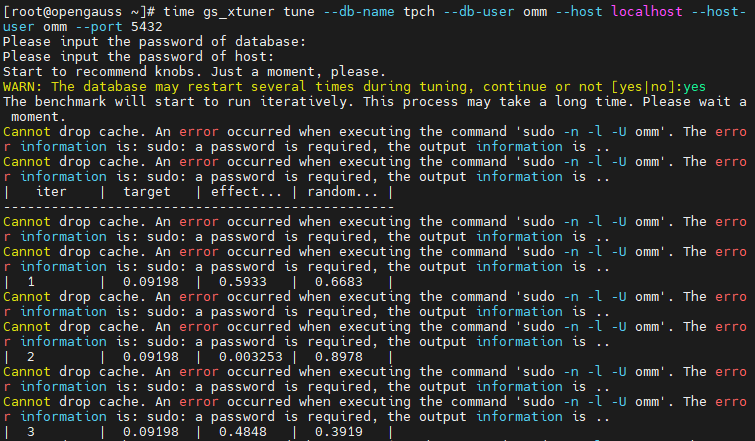 [root@opengauss ~]# time gs_xtuner tune --db-name tpch --db-user omm --host localhost --host-
user omm --port 5432
Please input the password of database:
Please input the password of host:
Start to recommend knobs. Just a moment, please.
WARN: The database may restart several times during tuning, continue or not [yes|no]:yes
The benchmark will start to run iteratively. This process may take a long time. Please wait a
 moment.
Cannot drop cache. An error occurred when executing the command 'sudo -n -l -U omm'. The erro
r information is: sudo: a password is required, the output information is ..
Cannot drop cache. An error occurred when executing the command 'sudo -n -l -U omm'. The erro
r information is: sudo: a password is required, the output information is ..
|   iter    |  target   | effect... | random... |
-------------------------------------------------
Cannot drop cache. An error occurred when executing the command 'sudo -n -l -U omm'. The erro
r information is: sudo: a password is required, the output information is ..
Cannot drop cache. An error occurred when executing the command 'sudo -n -l -U omm'. The erro
r information is: sudo: a password is required, the output information is ..
|  1        |  0.09198  |  0.5933   |  0.6683   |
Cannot drop cache. An error occurred when executing the command 'sudo -n -l -U omm'. The erro
r information is: sudo: a password is required, the output information is ..
Cannot drop cache. An error occurred when executing the command 'sudo -n -l -U omm'. The erro
r information is: sudo: a password is required, the output information is ..
|  2        |  0.09198  |  0.003253 |  0.8978   |
Cannot drop cache. An error occurred when executing the command 'sudo -n -l -U omm'. The erro
r information is: sudo: a password is required, the output information is ..
Cannot drop cache. An error occurred when executing the command 'sudo -n -l -U omm'. The erro
r information is: sudo: a password is required, the output information is ..
|  3        |  0.09198  |  0.4848   |  0.3919   |